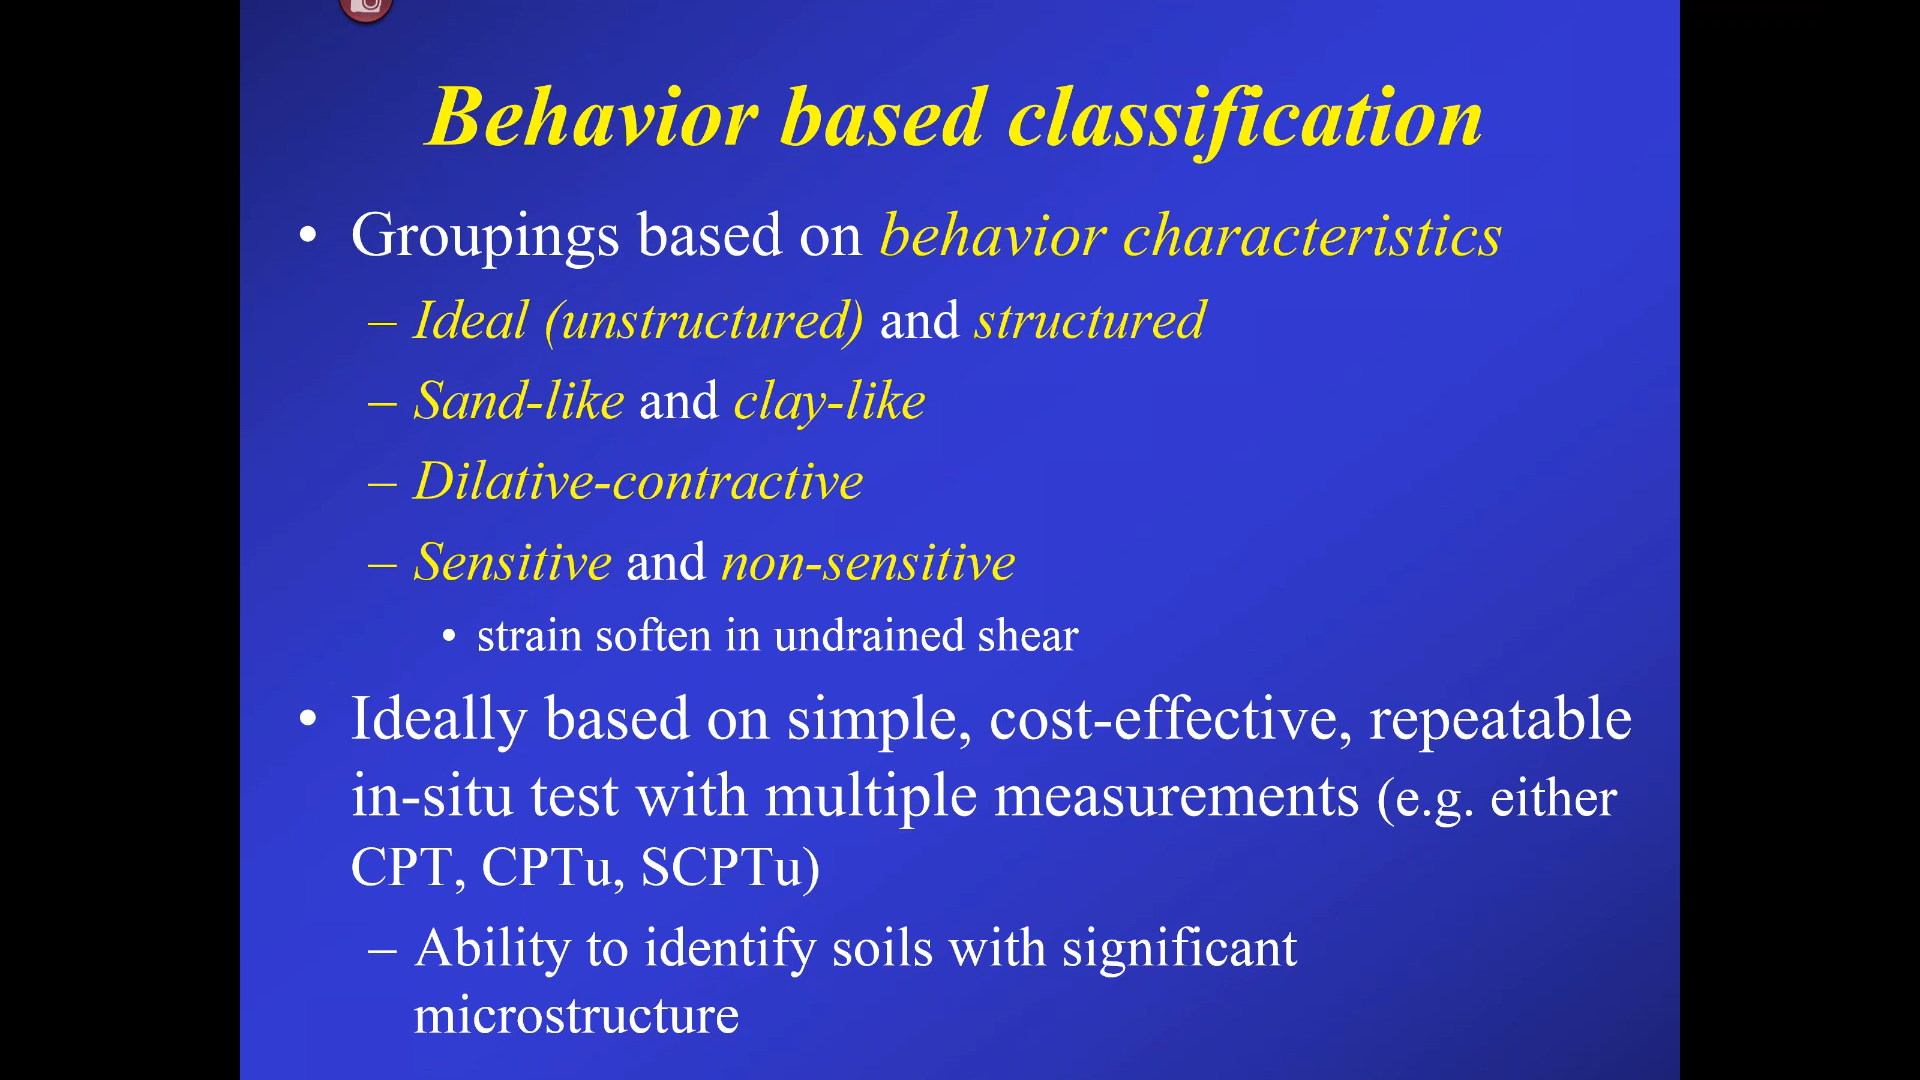 Behavior based classification
• Groupings based on behavior characteristics
– Ideal (unstructured) and structured
– Sand-like and clay-like
– Dilative-contractive
– Sensitive and non-sensitive
• strain soften in undrained shear
• Ideally based on simple, cost-effective, repeatable
in-situ test with multiple measurements (e.g. either
CPT, CPTu, SCPTu)
– Ability to identify soils with significant
microstructure